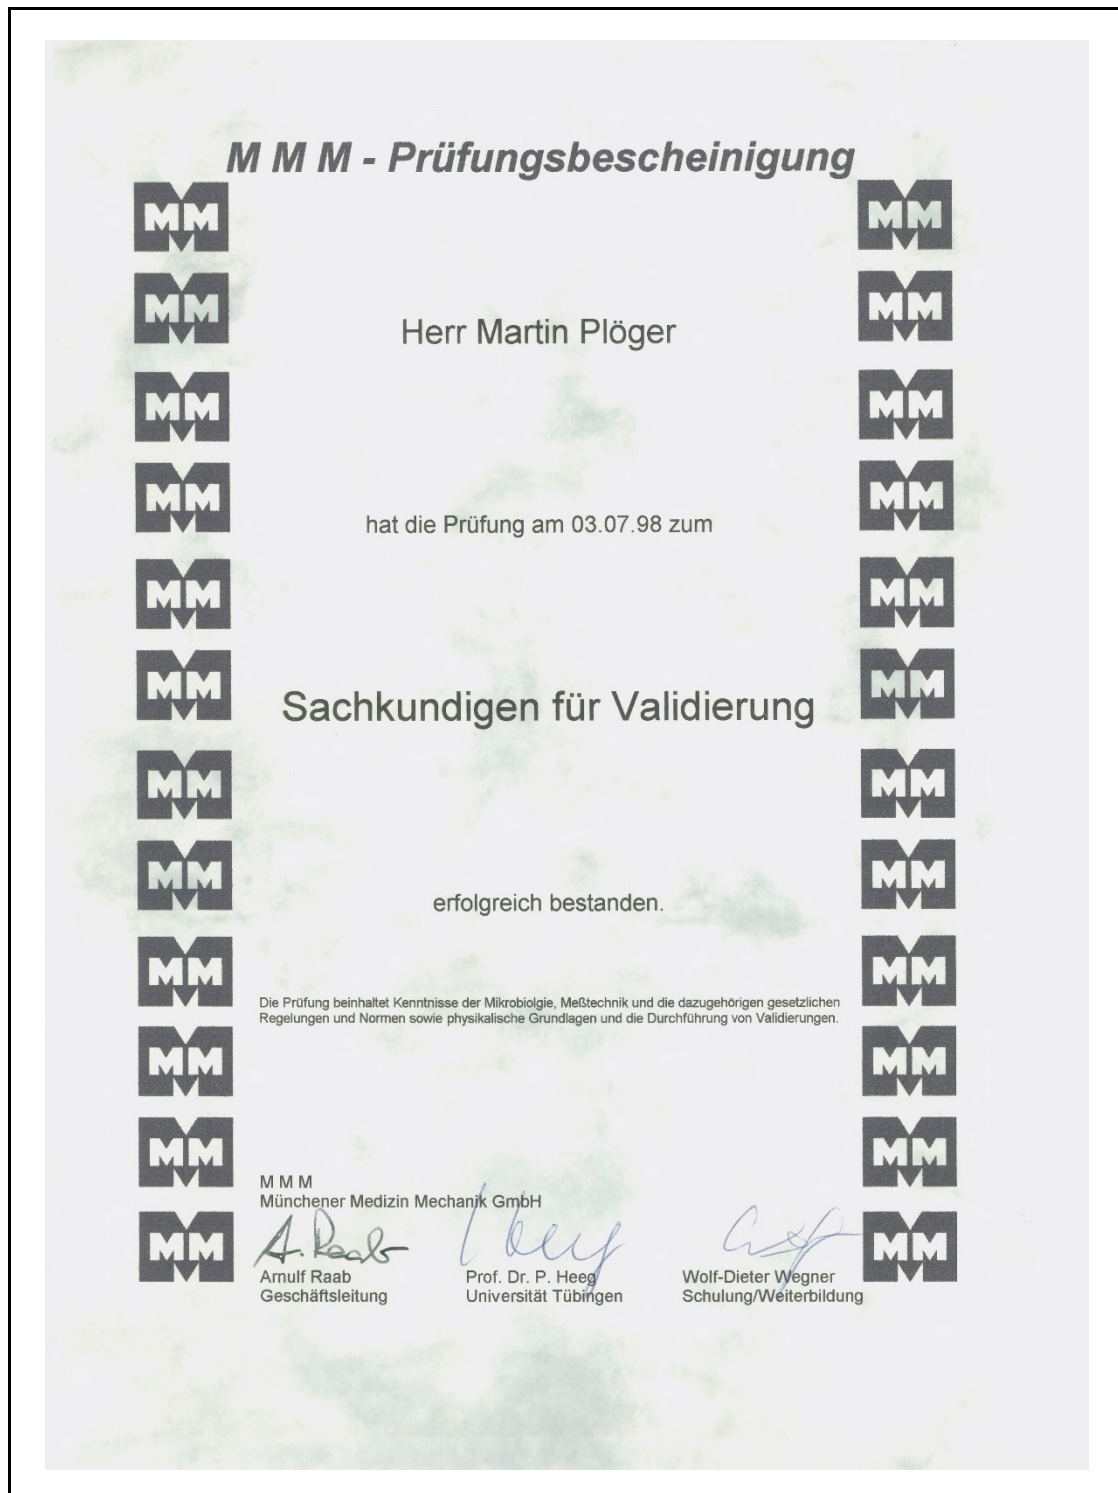 M M M - Prüfungsbescheinigung
Herr Martin Plöger
hat die Prüfung am 03.07.98 zum
Sachkundigen für Validierung
erfolgreich bestanden.
Die Prüfung beinhaltet Kenntnisse der Mikrobiolgie, Meßtechnik und die dazugehörigen gesetzlichen
Regelungen und Normen sowie physikalische Grundlagen und die Durchführung von Validierungen.
M M M
Münchener Medizin Mechanik GmbH
A. Raab
Heeg
Arnulf Raab
Geschäftsleitung
Prof. Dr. P. Heeg
Universität Tübingen
Wolf-Dieter Wegner
Schulung/Weiterbildung